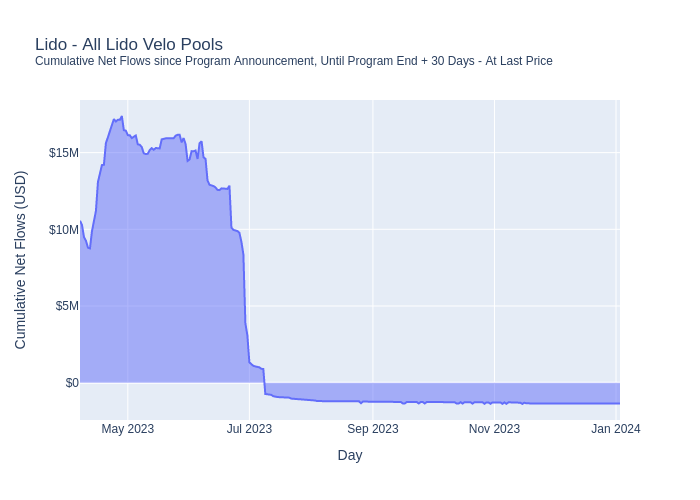 Lido - All Lido Velo Pools
Cumulative Net Flows since Program Announcement, Until Program End + 30 Days - At Last Price
Cumulative Net Flows (USD)
$15M
$10M
$5M
$0
May 2023
Jul 2023
Sep 2023
Nov 2023
Jan 2024
Day